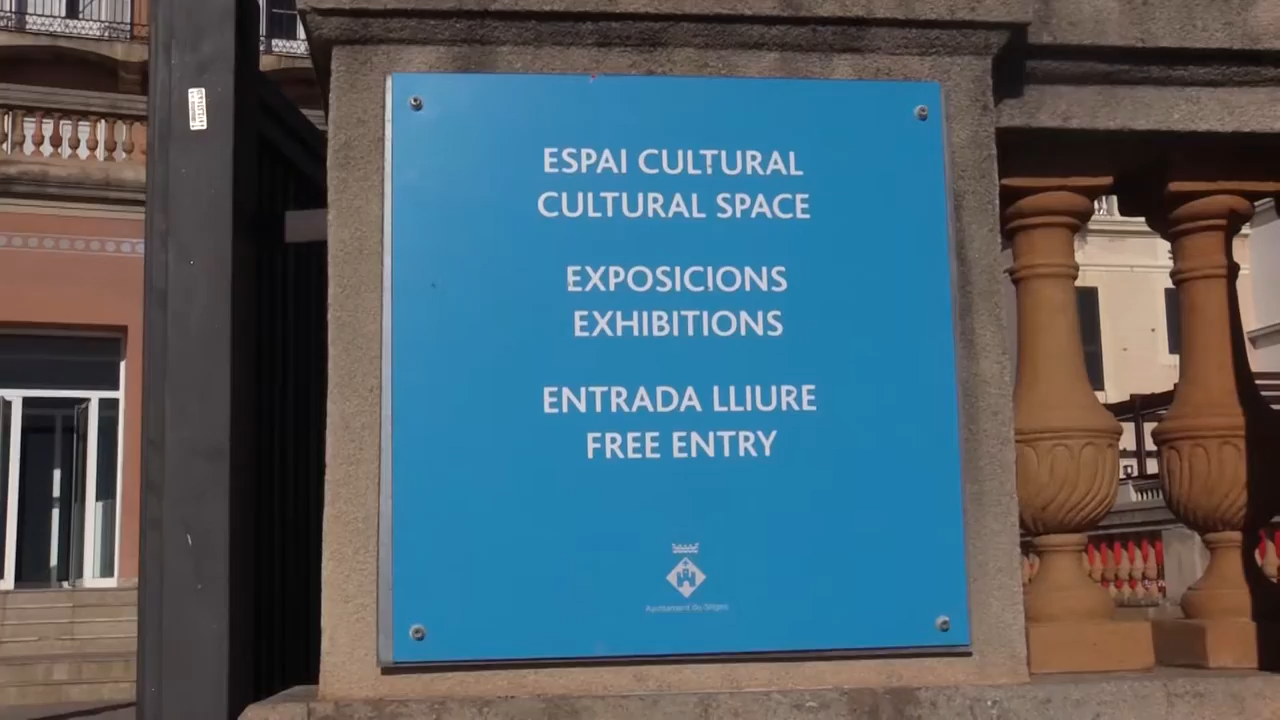 ESPAI CULTURAL
CULTURAL SPACE
EXPOSICIONS
EXHIBITIONS
ENTRADA LLIURE
FREE ENTRY
Ajuntament de Sitges